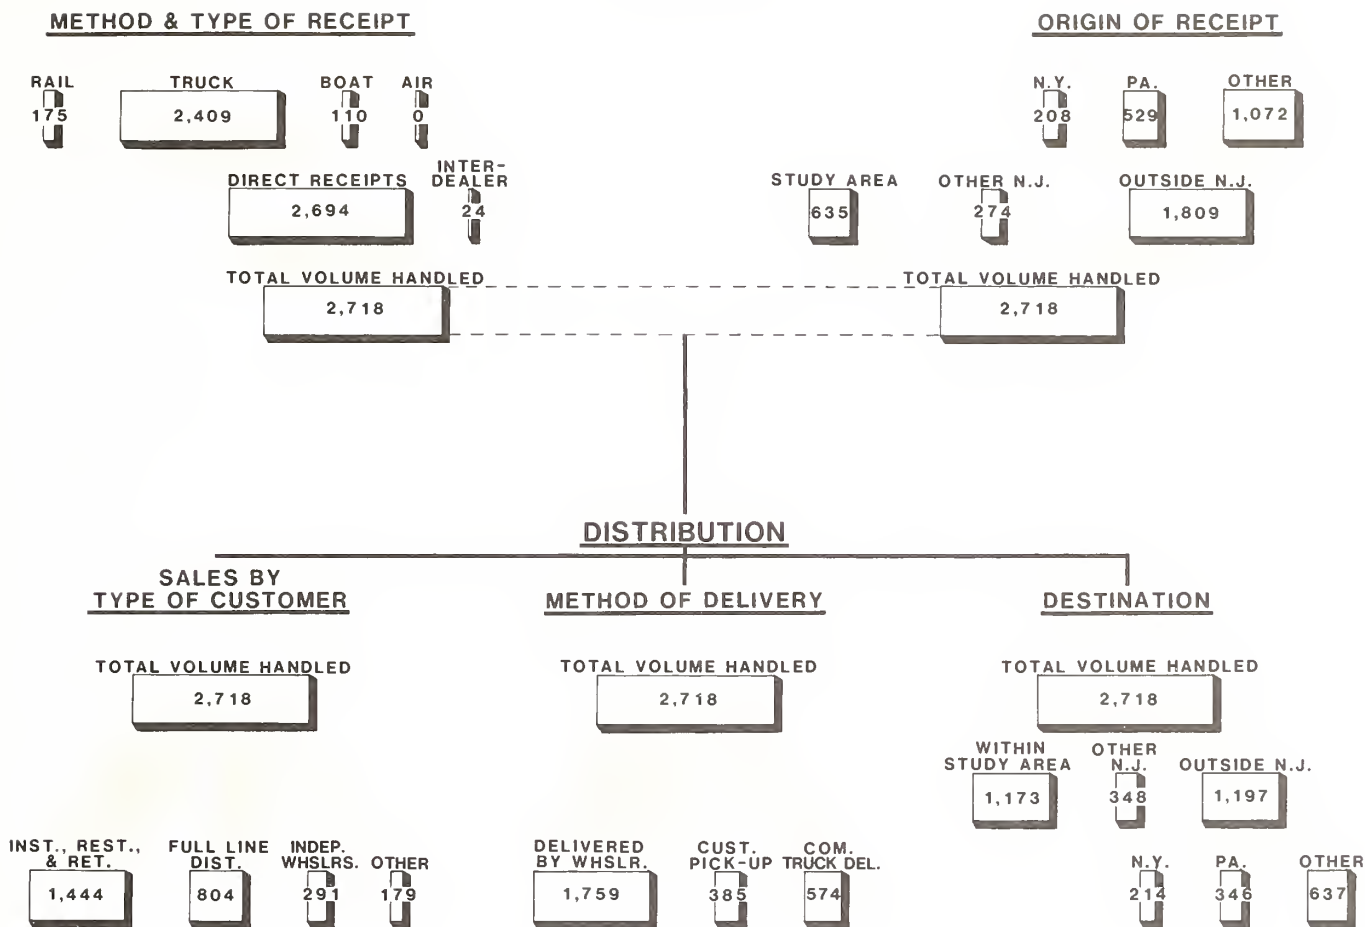 METHOD & TYPE OF RECEIPT
ORIGIN OF RECEIPT
RAIL TRUCK BOAT AIR
175 2,409 110 0
N.Y. PA. OTHER
208 529 1,072
DIRECT RECEIPTS INTER-
DEALER
2,694 24
STUDY AREA OTHER N.J. OUTSIDE N.J.
635 274 1,809
TOTAL VOLUME HANDLED
2,718
TOTAL VOLUME HANDLED
2,718
DISTRIBUTION
SALES BY
TYPE OF CUSTOMER
METHOD OF DELIVERY
DESTINATION
TOTAL VOLUME HANDLED
2,718
TOTAL VOLUME HANDLED
2,718
TOTAL VOLUME HANDLED
2,718
WITHIN
STUDY AREA
1,173
OTHER
N.J.
348
OUTSIDE N.J.
1,197
INST., REST.,
& RET.
1,444
FULL LINE
DIST.
804
INDEP.
WHSLRS.
291
OTHER
179
DELIVERED
BY WHSLR.
1,759
CUST.
PICK-UP
385
COM.
TRUCK DEL.
574
N.Y.
214
PA.
346
OTHER
637